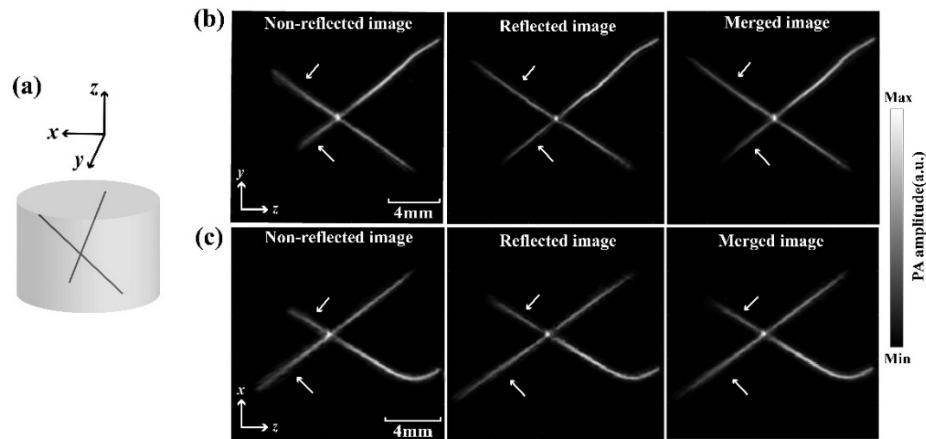 (a)
z
x
y
(b)
Non-reflected image
Reflected image
Merged image
y
z
4mm
(c)
Non-reflected image
Reflected image
Merged image
x
z
4mm
Max
PA amplitude(a.u.)
Min